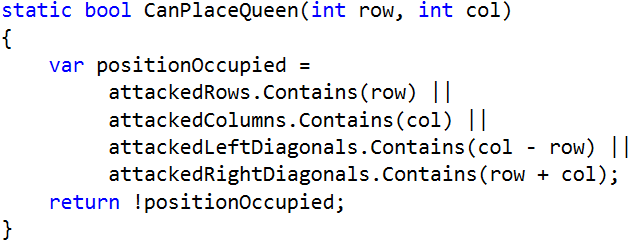 static bool CanPlaceQueen(int row, int col)
{
    var positionOccupied =
         attackedRows.Contains(row) ||
         attackedColumns.Contains(col) ||
         attackedLeftDiagonals.Contains(col - row) ||
         attackedRightDiagonals.Contains(row + col);
    return !positionOccupied;
}